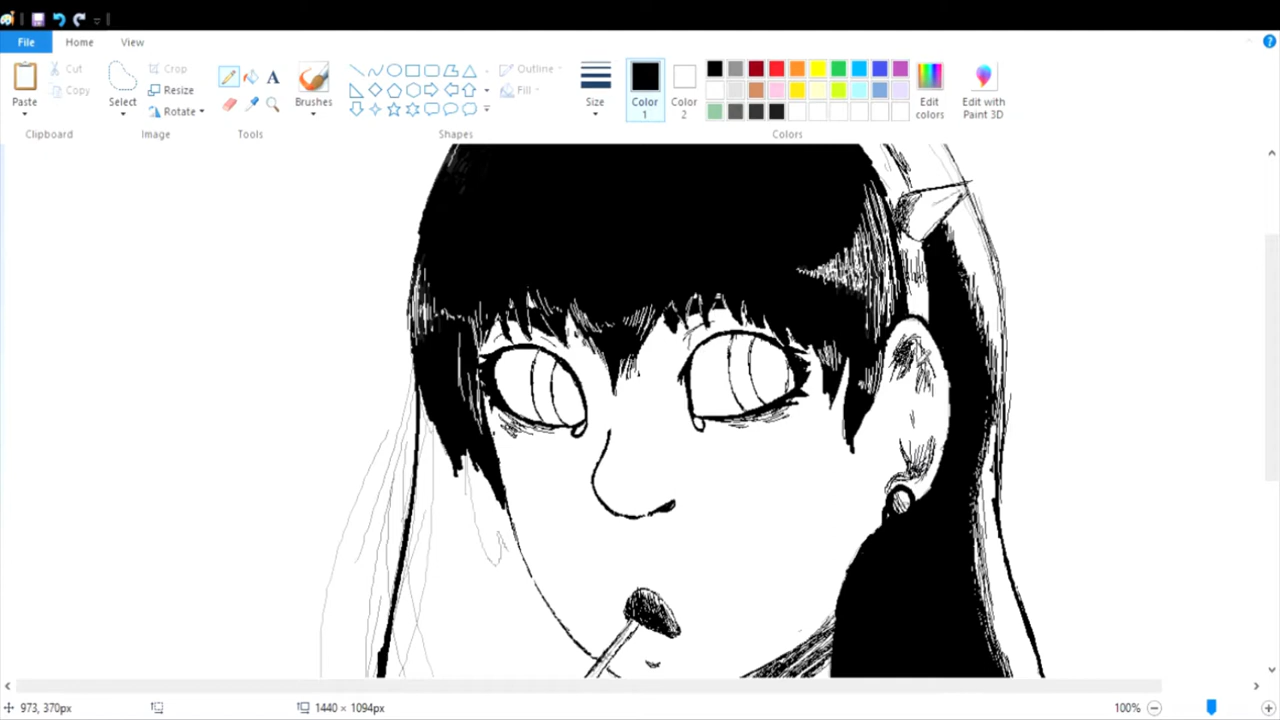 File Home View
Cut
Copy
Paste
Clipboard
Select
Crop
Resize
Rotate
Image
A
Tools
Brushes
Outline
Fill
Shapes
Size
Color
1
Color
2
Edit
colors
Edit with
Paint 3D
Colors
973, 370px
1440 × 1094px
100%